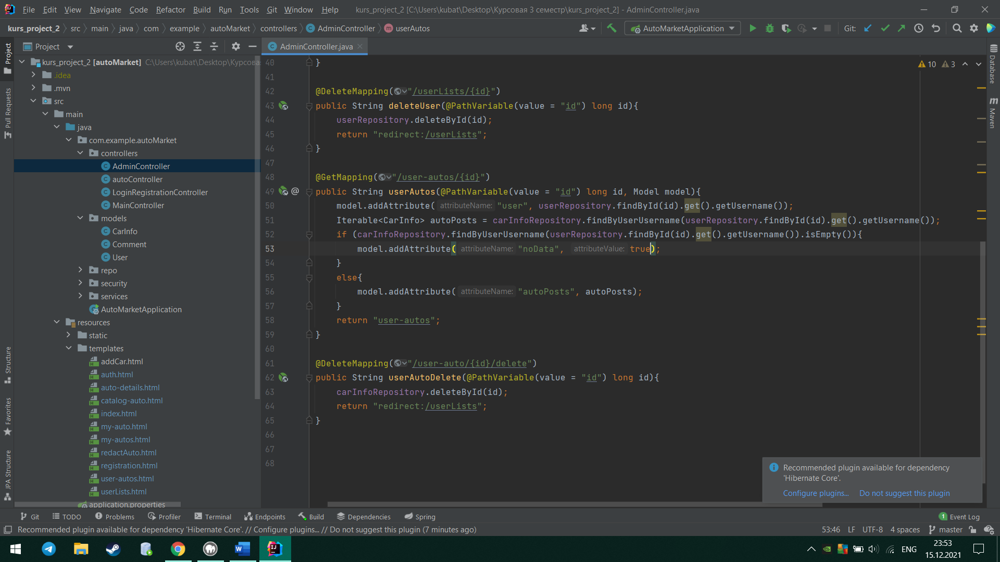 File Edit View Navigate Code Refactor Build Run Tools Git Window Help kurs_project_2 [C:\Users\kubat\Desktop\Курсовая 3 семестр\kurs_project_2] - AdminController.java
kurs_project_2 src main java com example autoMarket controllers AdminController userAutos AutoMarketApplication Git:
Project
AdminController.java
kurs_project_2 [autoMarket] C:\Users\kubat\Desktop\Курсова
.idea
.mvn
src
main
java
com.example.autoMarket
controllers
AdminController
autoController
LoginRegistrationController
MainController
models
CarInfo
Comment
User
repo
security
services
AutoMarketApplication
resources
static
templates
addCar.html
auth.html
auto-details.html
catalog-auto.html
index.html
my-auto.html
my-autos.html
redactAuto.html
registration.html
user-autos.html
userLists.html
application.properties
Project
Pull Requests
Structure
Favorites
JPA Structure
10 3
40 }
41
42 @DeleteMapping("/userLists/{id}")
43 public String deleteUser(@PathVariable(value = "id") long id){
44 userRepository.deleteById(id);
45 return "redirect:/userLists";
46 }
47
48 @GetMapping("/user-autos/{id}")
49 public String userAutos(@PathVariable(value = "id") long id, Model model){
50 model.addAttribute( attributeName: "user", userRepository.findById(id).get().getUsername());
51 Iterable<CarInfo> autoPosts = carInfoRepository.findByUserUsername(userRepository.findById(id).get().getUsername());
52 if (carInfoRepository.findByUserUsername(userRepository.findById(id).get().getUsername()).isEmpty()){
53 model.addAttribute( attributeName: "noData", attributeValue: true);
54 }
55 else{
56 model.addAttribute( attributeName: "autoPosts", autoPosts);
57 }
58 return "user-autos";
59 }
60
61 @DeleteMapping("/user-auto/{id}/delete")
62 public String userAutoDelete(@PathVariable(value = "id") long id){
63 carInfoRepository.deleteById(id);
64 return "redirect:/userLists";
65 }
66
67
68
Database
Maven
Recommended plugin available for dependency
'Hibernate Core'.
Configure plugins... Do not suggest this plugin
Git TODO Problems Profiler Terminal Endpoints Build Dependencies Spring 1 Event Log
Recommended plugin available for dependency 'Hibernate Core'. // Configure plugins... // Do not suggest this plugin (7 minutes ago) 53:46 LF UTF-8 4 spaces master
ENG
23:53
15.12.2021